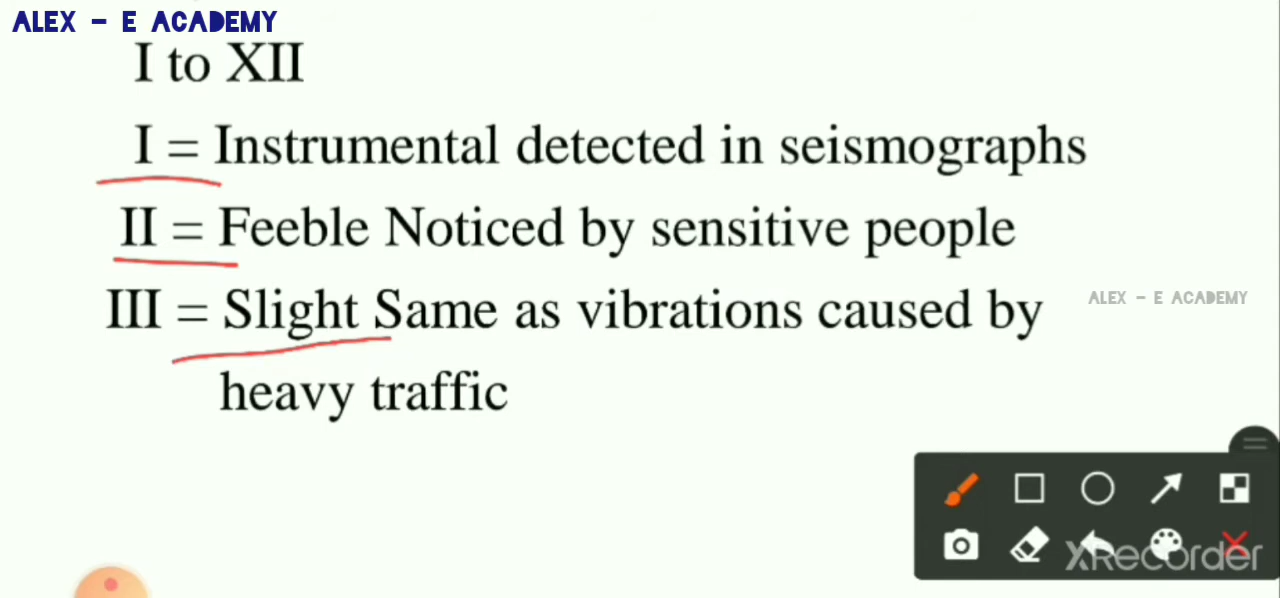 ALEX - E ACADEMY
I to XII
I = Instrumental detected in seismographs
II = Feeble Noticed by sensitive people
III = Slight Same as vibrations caused by
ALEX - E ACADEMY
heavy traffic
XRecorder